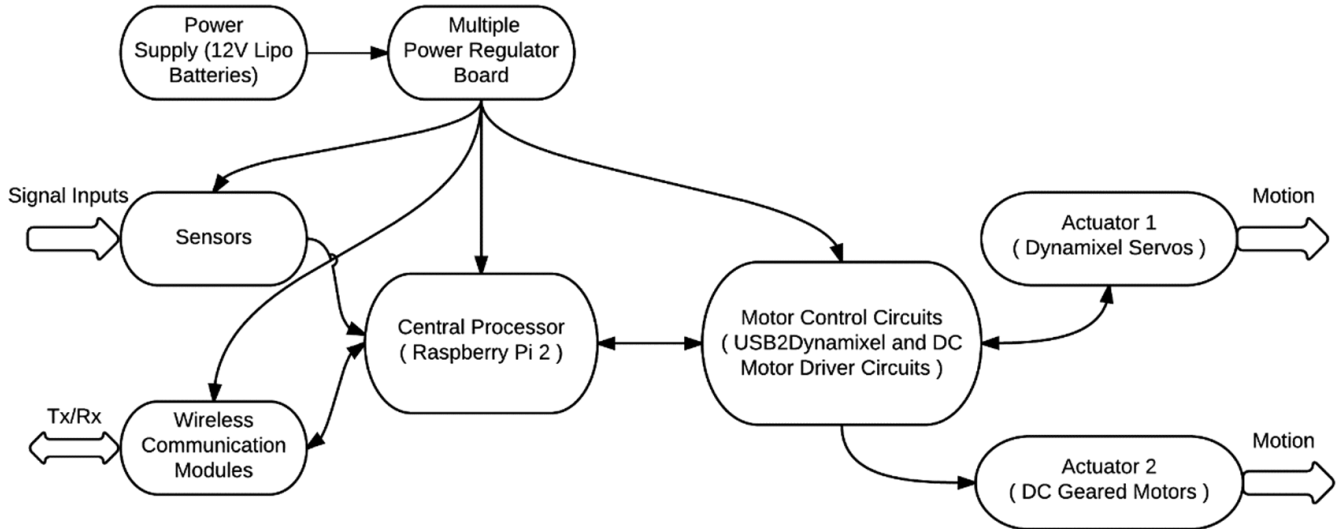 Power
Supply (12V Lipo
Batteries)
Multiple
Power Regulator
Board
Signal Inputs
Sensors
Central Processor
( Raspberry Pi 2 )
Motor Control Circuits
( USB2Dynamixel and DC
Motor Driver Circuits )
Actuator 1
( Dynamixel Servos )
Motion
Tx/Rx
Wireless
Communication
Modules
Actuator 2
( DC Geared Motors )
Motion